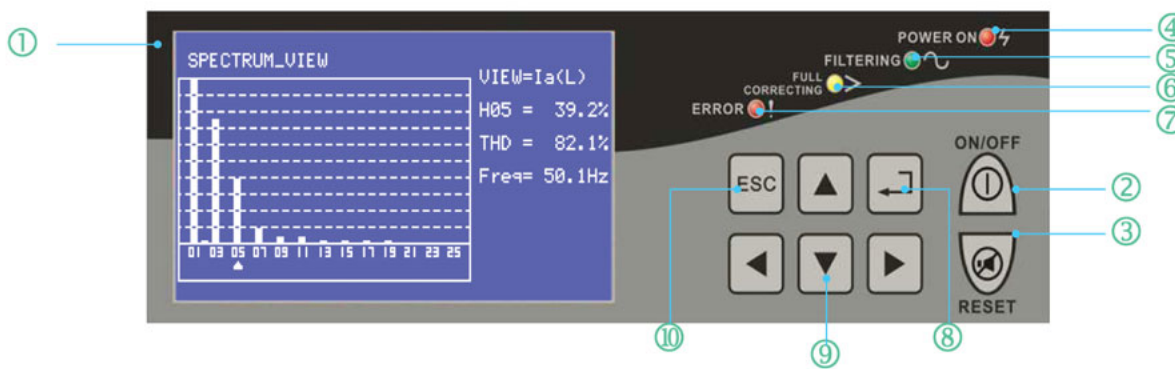 ①
SPECTRUM_VIEW
VIEW=Ia(L)
H05 = 39.2%
THD = 82.1%
Freq= 50.1Hz
01 03 05 07 09 11 13 15 17 19 21 23 25
POWER ON
④
FILTERING
⑤
FULL
CORRECTING
⑥
ERROR !
⑦
ESC
ON/OFF
②
③
RESET
⑩
⑨
⑧